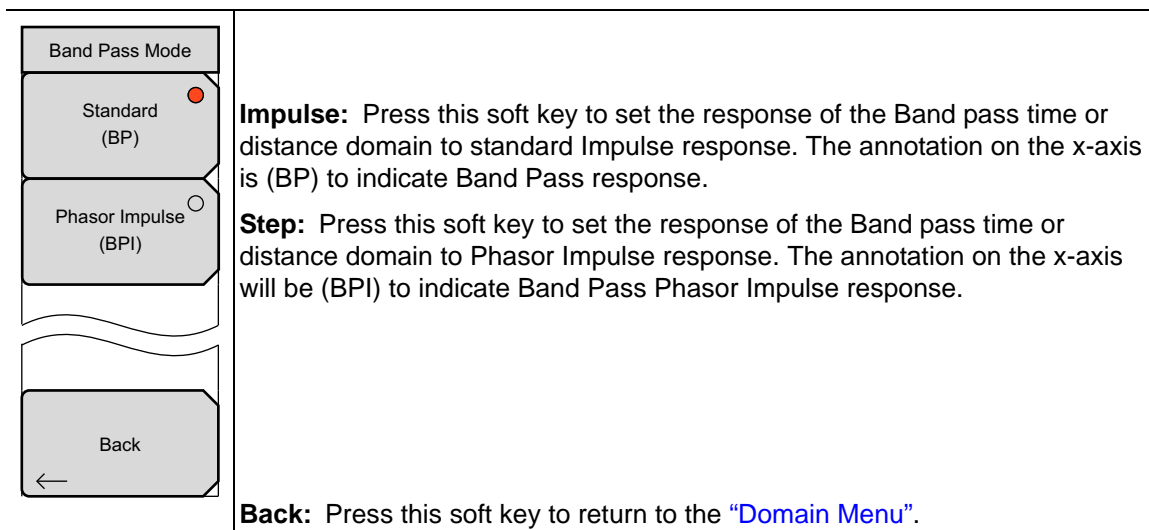 Band Pass Mode
Standard
(BP)
Phasor Impulse
(BPI)
Back
Impulse: Press this soft key to set the response of the Band pass time or
distance domain to standard Impulse response. The annotation on the x-axis
is (BP) to indicate Band Pass response.
Step: Press this soft key to set the response of the Band pass time or
distance domain to Phasor Impulse response. The annotation on the x-axis
will be (BPI) to indicate Band Pass Phasor Impulse response.
Back: Press this soft key to return to the “Domain Menu”.